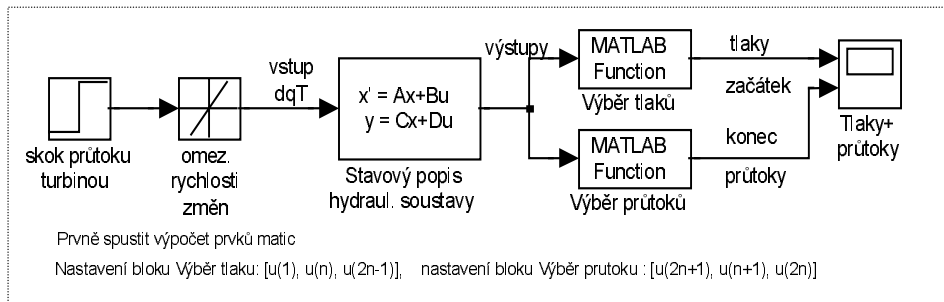 skok průtoku
turbinou
omez.
rychlosti
změn
vstup
dqT
x' = Ax+Bu
y = Cx+Du
Stavový popis
hydraul. soustavy
výstupy
MATLAB
Function
Výběr tlaků
MATLAB
Function
Výběr průtoků
tlaky
začátek
konec
průtoky
Tlaky+
průtoky
Prvně spustit výpočet prvků matic
Nastavení bloku Výběr tlaku: [u(1), u(n), u(2n-1)], nastavení bloku Výběr prutoku : [u(2n+1), u(n+1), u(2n)]